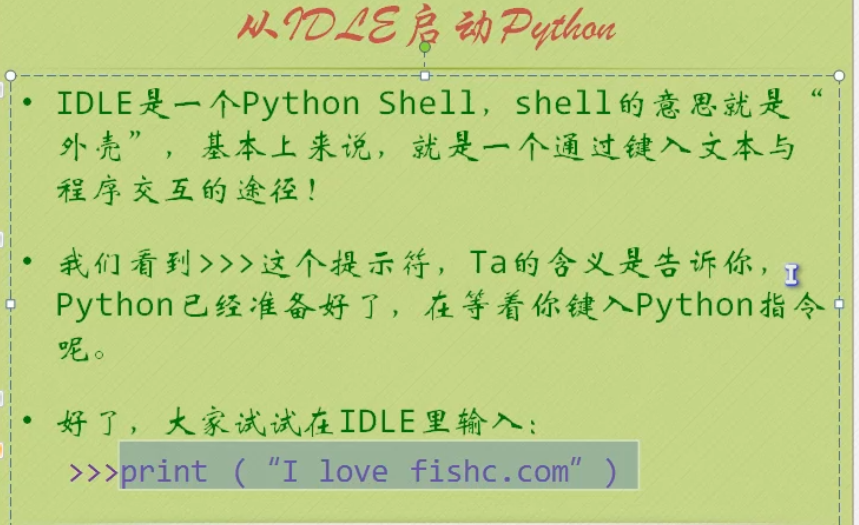 从IDLE启动Python
• IDLE是一个Python Shell，shell的意思就是“
外壳”，基本上来说，就是一个通过键入文本与
程序交互的途径！
• 我们看到>>>这个提示符，Ta的含义是告诉你，
Python已经准备好了，在等着你键入Python指令
呢。
• 好了，大家试试在IDLE里输入：
>>>print (“I love fishc.com”)